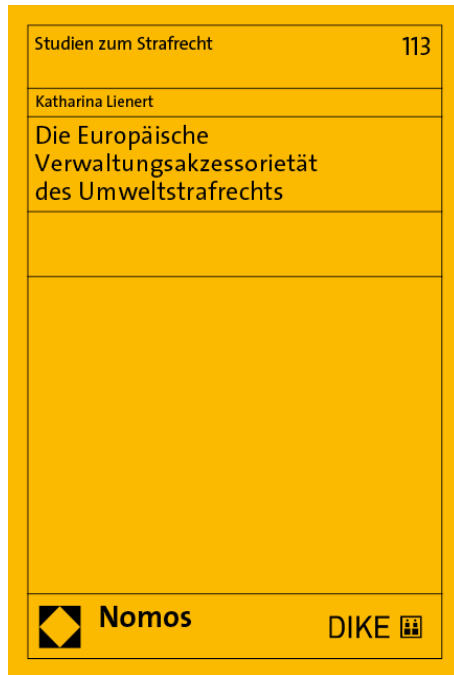 Studien zum Strafrecht 113
Katharina Lienert
Die Europäische
Verwaltungsakzessorietät
des Umweltstrafrechts
Nomos
DIKE